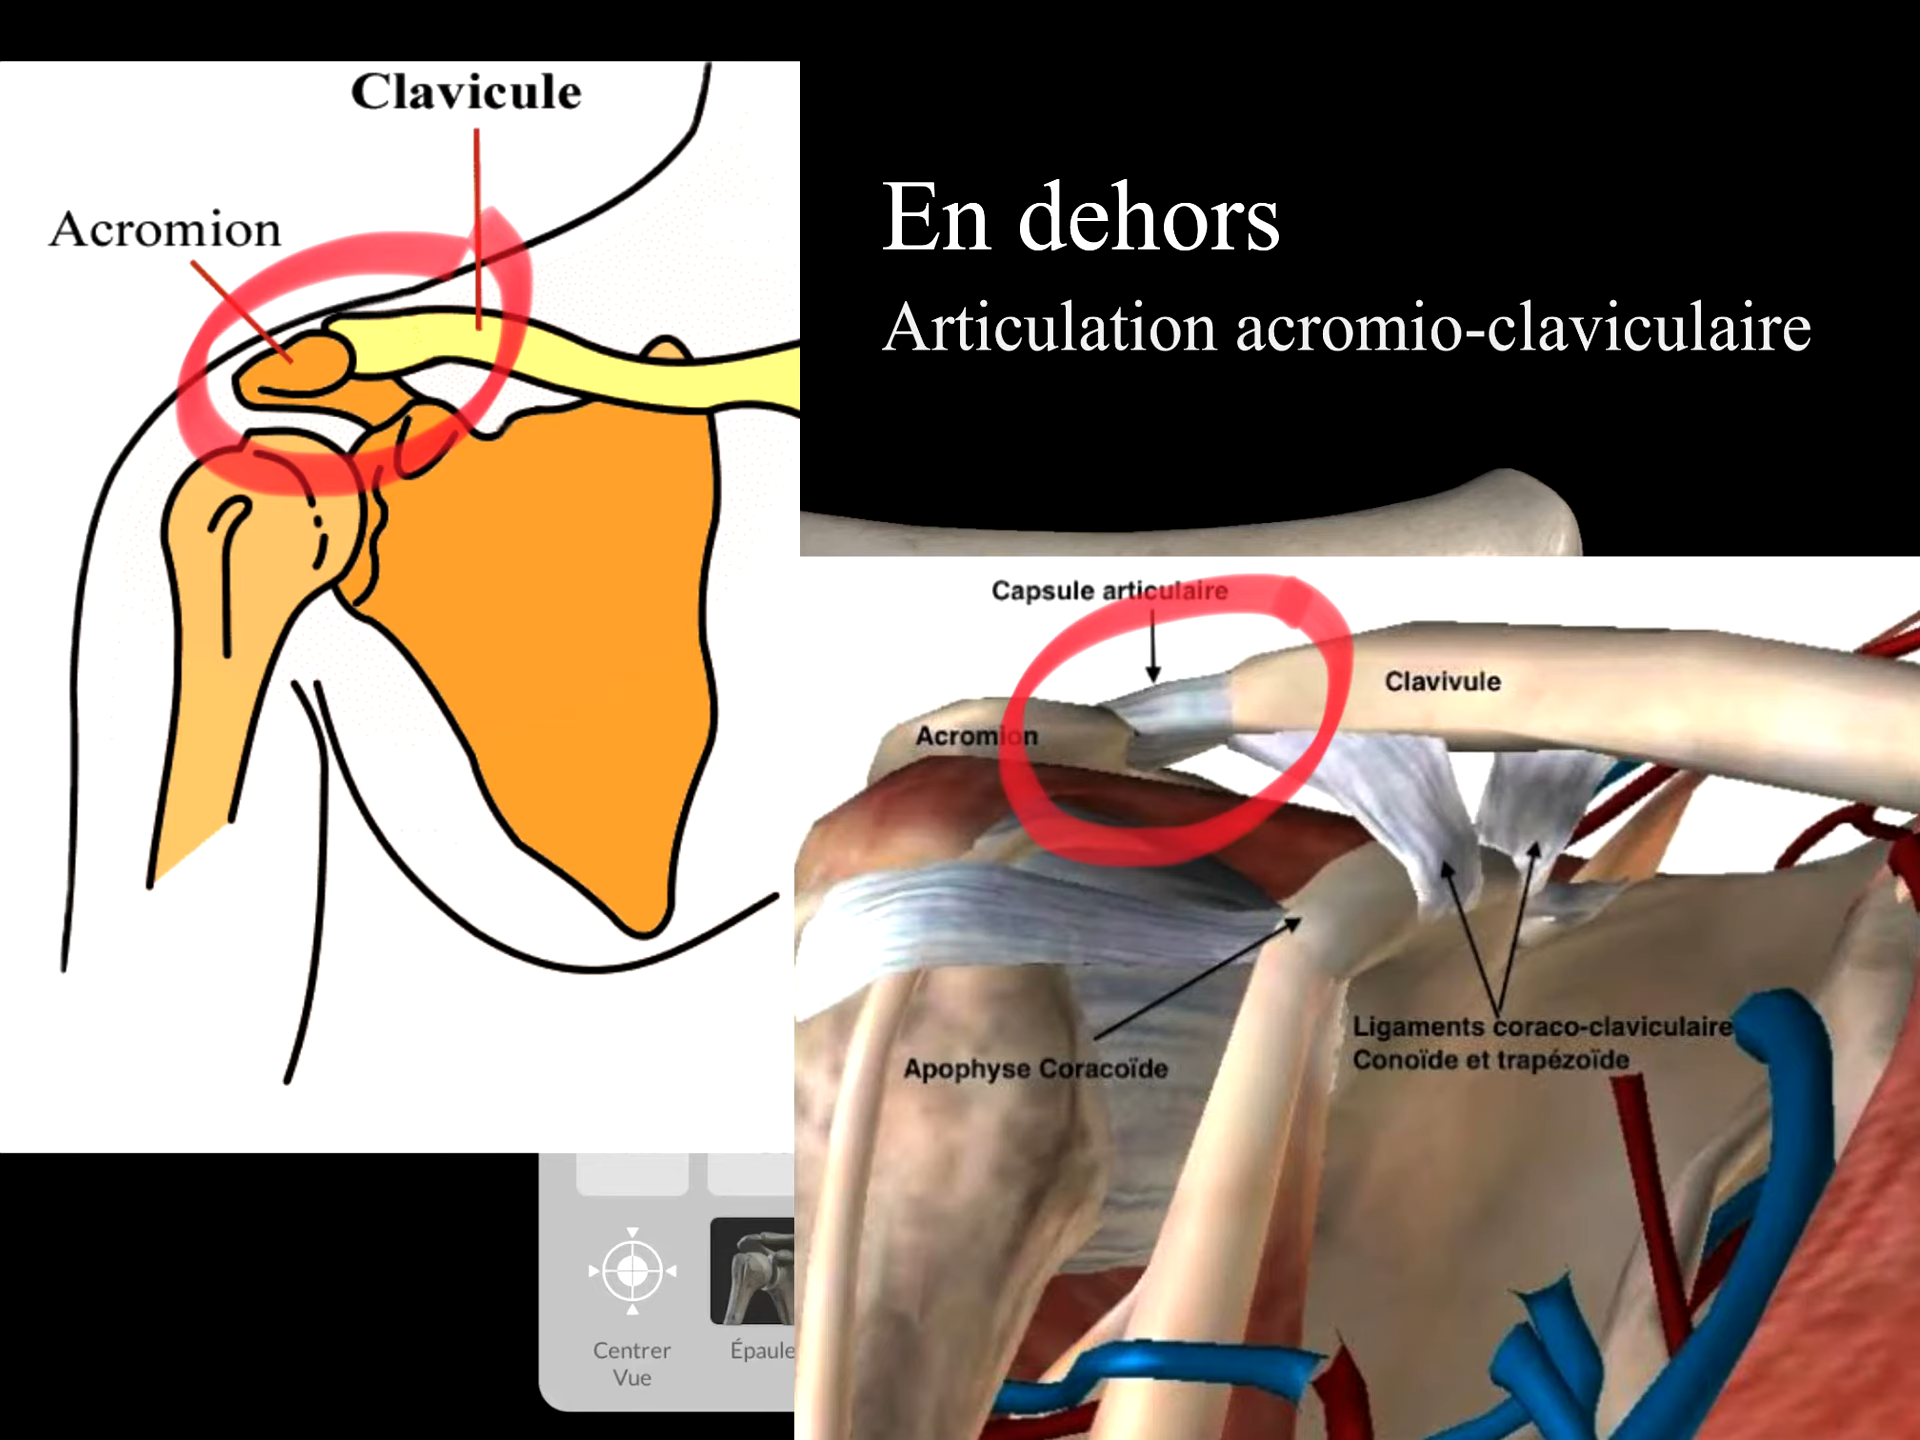 Clavicule
Acromion
En dehors
Articulation acromio-claviculaire
Capsule articulaire
Clavivule
Acromion
Ligaments coraco-claviculaire
Conoïde et trapézoïde
Apophyse Coracoïde
Centrer
Vue
Épaule